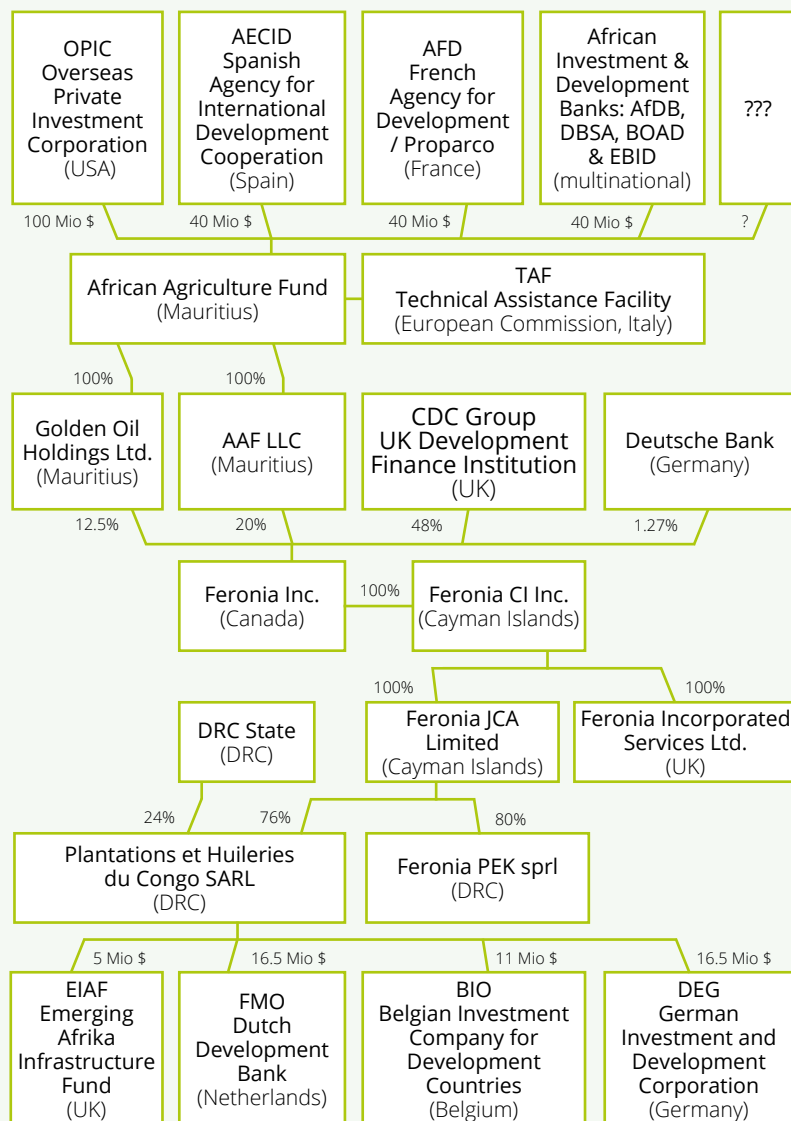 OPIC
Overseas
Private
Investment
Corporation
(USA)
AECID
Spanish
Agency for
International
Development
Cooperation
(Spain)
AFD
French
Agency for
Development
/ Proparco
(France)
African
Investment &
Development
Banks: AfDB,
DBSA, BOAD
& EBID
(multinational)
???
100 Mio $
40 Mio $
40 Mio $
40 Mio $
?
African Agriculture Fund
(Mauritius)
TAF
Technical Assistance Facility
(European Commission, Italy)
100%
100%
Golden Oil
Holdings Ltd.
(Mauritius)
AAF LLC
(Mauritius)
CDC Group
UK Development
Finance Institution
(UK)
Deutsche Bank
(Germany)
12.5%
20%
48%
1.27%
Feronia Inc.
(Canada)
100%
Feronia CI Inc.
(Cayman Islands)
100%
100%
DRC State
(DRC)
Feronia JCA
Limited
(Cayman Islands)
Feronia Incorporated
Services Ltd.
(UK)
24%
76%
80%
Plantations et Huileries
du Congo SARL
(DRC)
Feronia PEK sprl
(DRC)
5 Mio $
16.5 Mio $
11 Mio $
16.5 Mio $
EIAF
Emerging
Afrika
Infrastructure
Fund
(UK)
FMO
Dutch
Development
Bank
(Netherlands)
BIO
Belgian Investment
Company for
Development
Countries
(Belgium)
DEG
German
Investment and
Development
Corporation
(Germany)